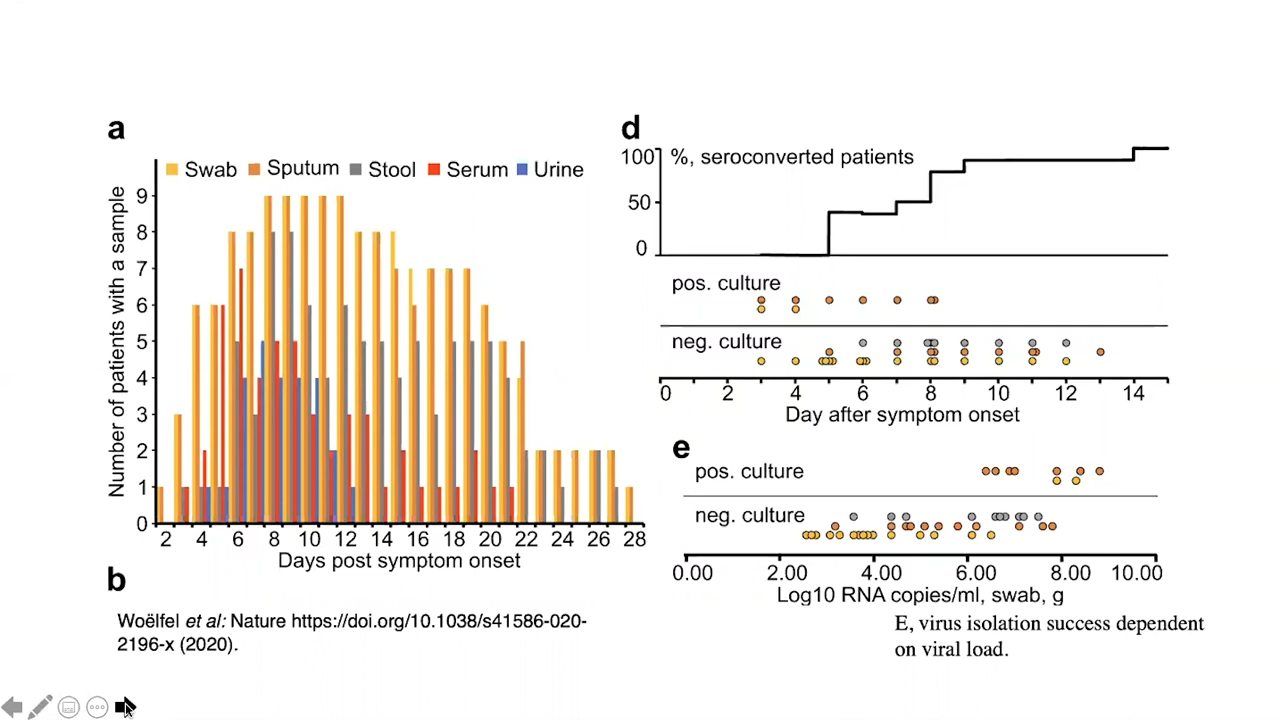 a
Swab Sputum Stool Serum Urine
Number of patients with a sample
9
8
7
6
5
4
3
2
1
0
2 4 6 8 10 12 14 16 18 20 22 24 26 28
Days post symptom onset
b
Woëlfel et al: Nature https://doi.org/10.1038/s41586-020-
2196-x (2020).
d
%, seroconverted patients
100
50
0
pos. culture
neg. culture
0 2 4 6 8 10 12 14
Day after symptom onset
e
pos. culture
neg. culture
0.00 2.00 4.00 6.00 8.00 10.00
Log10 RNA copies/ml, swab, g
E, virus isolation success dependent
on viral load.